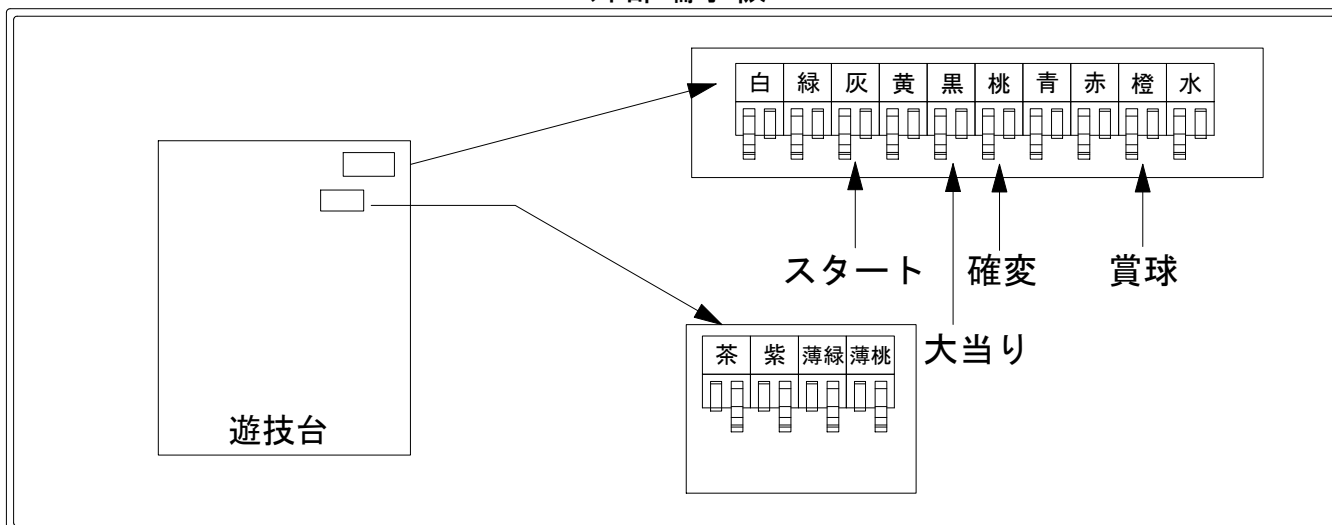 白 緑 灰 黄 黒 桃 青 赤 橙 水
スタート 確変 賞球
大当り
茶 紫 薄緑 薄桃
遊技台